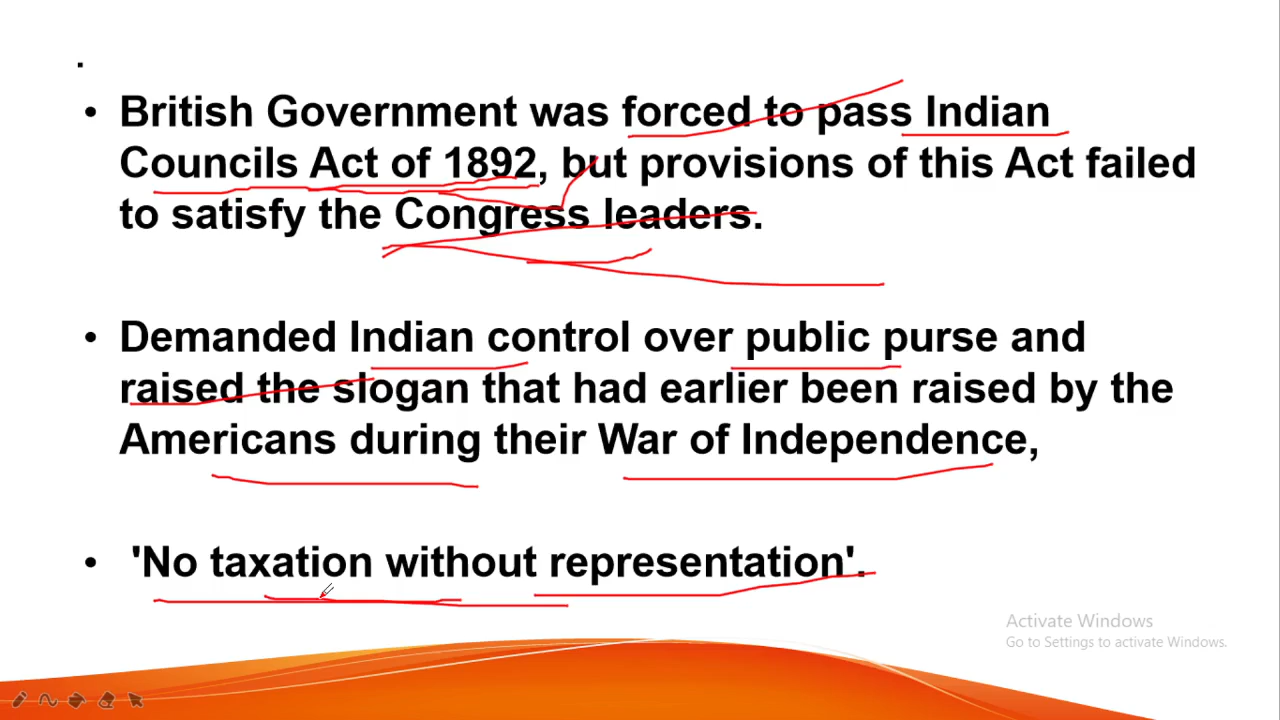 .
• British Government was forced to pass Indian
Councils Act of 1892, but provisions of this Act failed
to satisfy the Congress leaders.
• Demanded Indian control over public purse and
raised the slogan that had earlier been raised by the
Americans during their War of Independence,
• 'No taxation without representation'.
Activate Windows
Go to Settings to activate Windows.